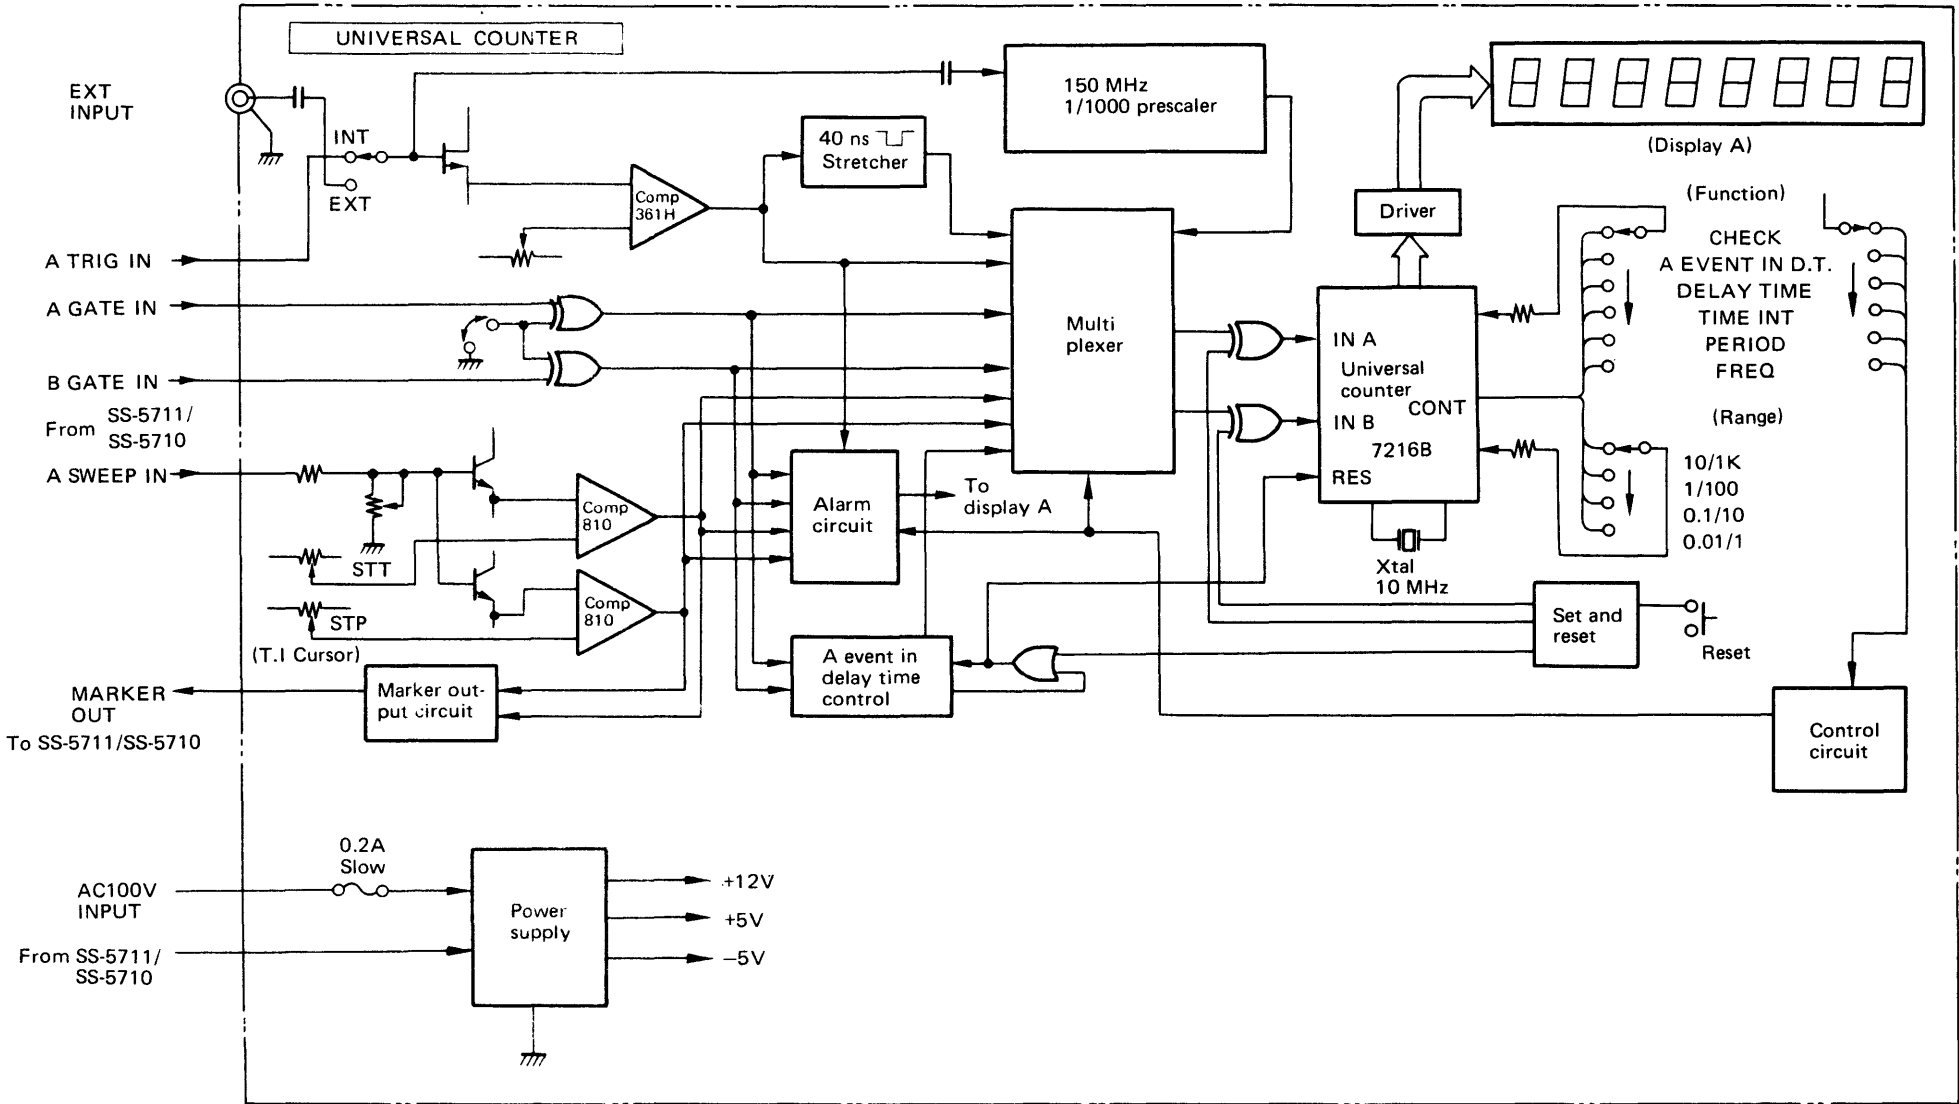 UNIVERSAL COUNTER
EXT
INPUT
INT
EXT
150 MHz
1/1000 prescaler
40 ns
Stretcher
Comp
361H
(Display A)
Driver
(Function)
CHECK
A EVENT IN D.T.
DELAY TIME
TIME INT
PERIOD
FREQ
(Range)
10/1K
1/100
0.1/10
0.01/1
A TRIG IN
A GATE IN
B GATE IN
From SS-5711/
SS-5710
A SWEEP IN
Multi
plexer
IN A
Universal
counter
CONT
IN B
7216B
RES
Xtal
10 MHz
STT
STP
(T.I Cursor)
Comp
810
Comp
810
Alarm
circuit
To
display A
A event in
delay time
control
Set and
reset
Reset
MARKER
OUT
To SS-5711/SS-5710
Marker out-
put circuit
Control
circuit
0.2A
Slow
AC100V
INPUT
From SS-5711/
SS-5710
Power
supply
+12V
+5V
−5V